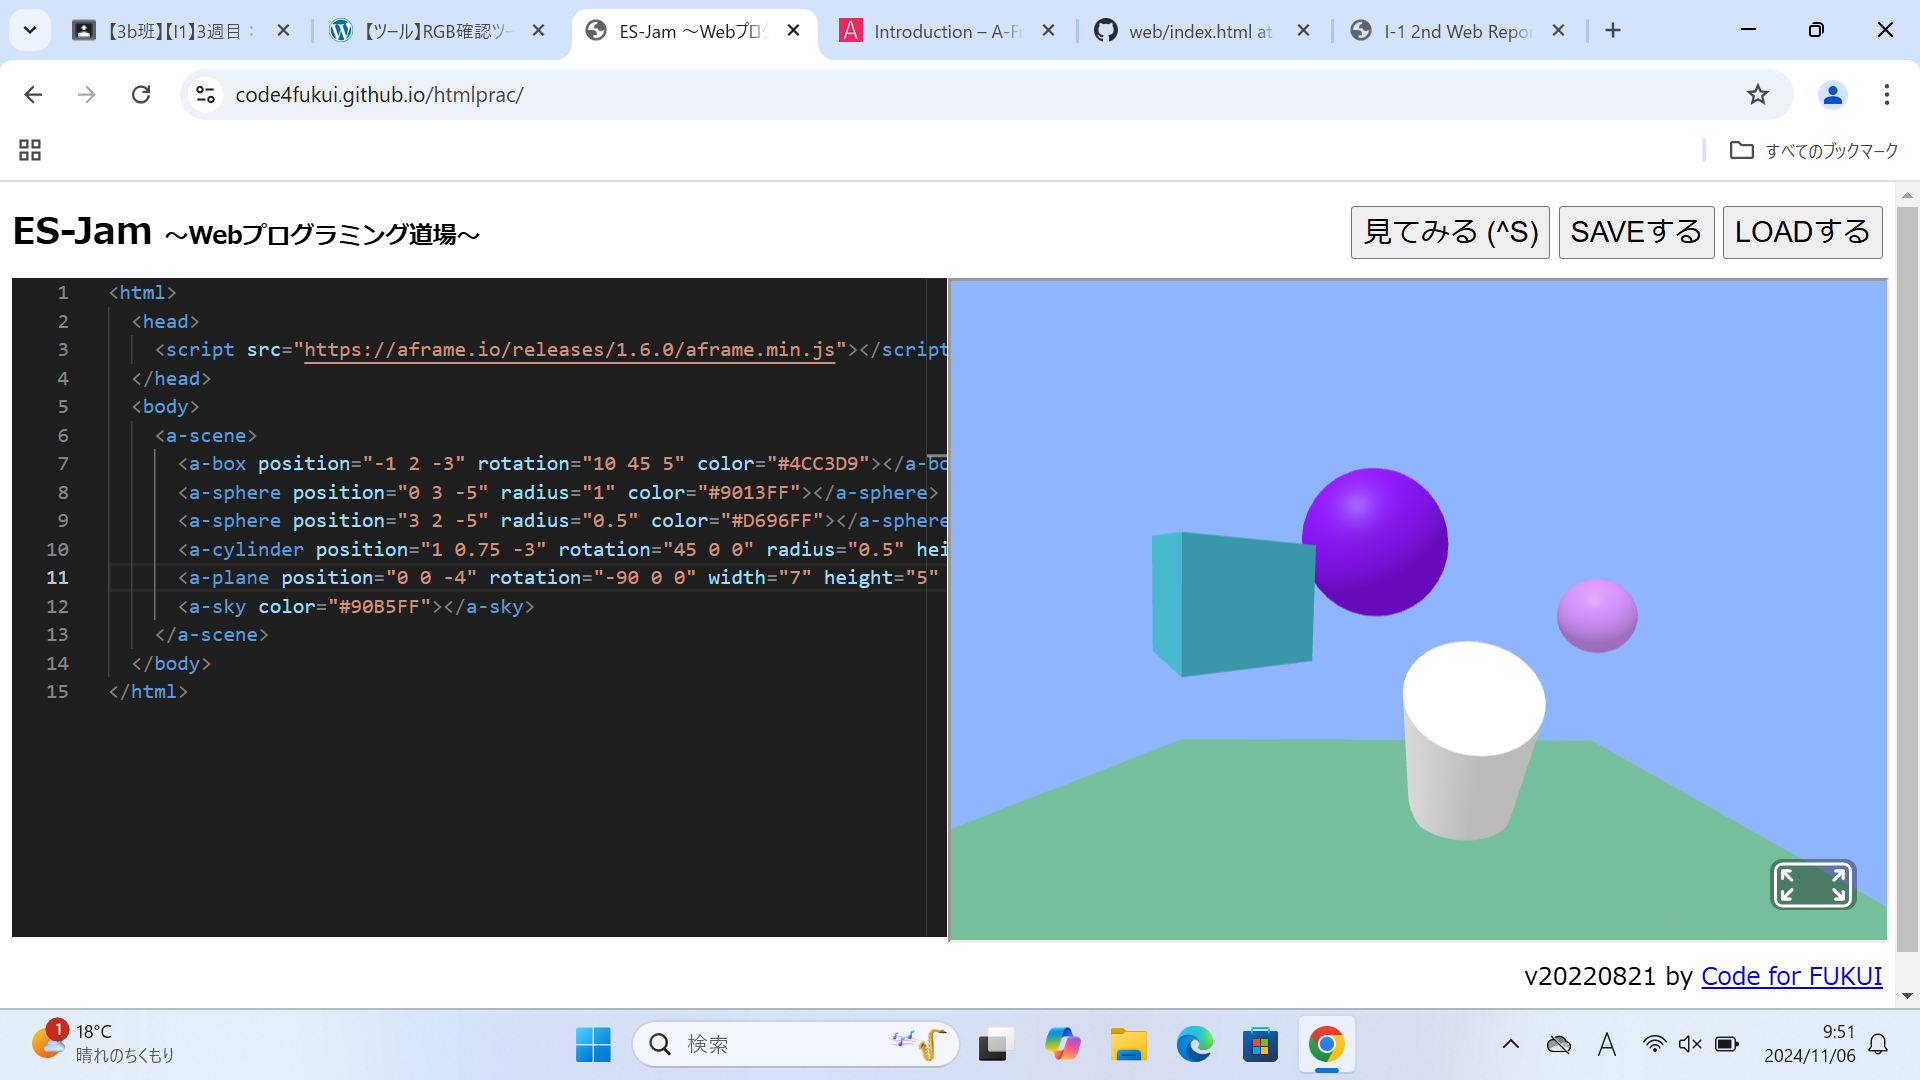 【3b班】【I1】3週目：
【ツール】RGB確認ツー
ES-Jam ～Webプログ
Introduction – A-Fr
web/index.html at
I-1 2nd Web Repor
code4fukui.github.io/htmlprac/
すべてのブックマーク
ES-Jam ～Webプログラミング道場～
見てみる (^S)
SAVEする
LOADする
1 <html>
2 <head>
3 <script src="https://aframe.io/releases/1.6.0/aframe.min.js"></script
4 </head>
5 <body>
6 <a-scene>
7 <a-box position="-1 2 -3" rotation="10 45 5" color="#4CC3D9"></a-bo
8 <a-sphere position="0 3 -5" radius="1" color="#9013FF"></a-sphere>
9 <a-sphere position="3 2 -5" radius="0.5" color="#D696FF"></a-sphere
10 <a-cylinder position="1 0.75 -3" rotation="45 0 0" radius="0.5" hei
11 <a-plane position="0 0 -4" rotation="-90 0 0" width="7" height="5"
12 <a-sky color="#90B5FF"></a-sky>
13 </a-scene>
14 </body>
15 </html>
v20220821 by Code for FUKUI
1
18°C
晴れのちくもり
検索
A
9:51
2024/11/06